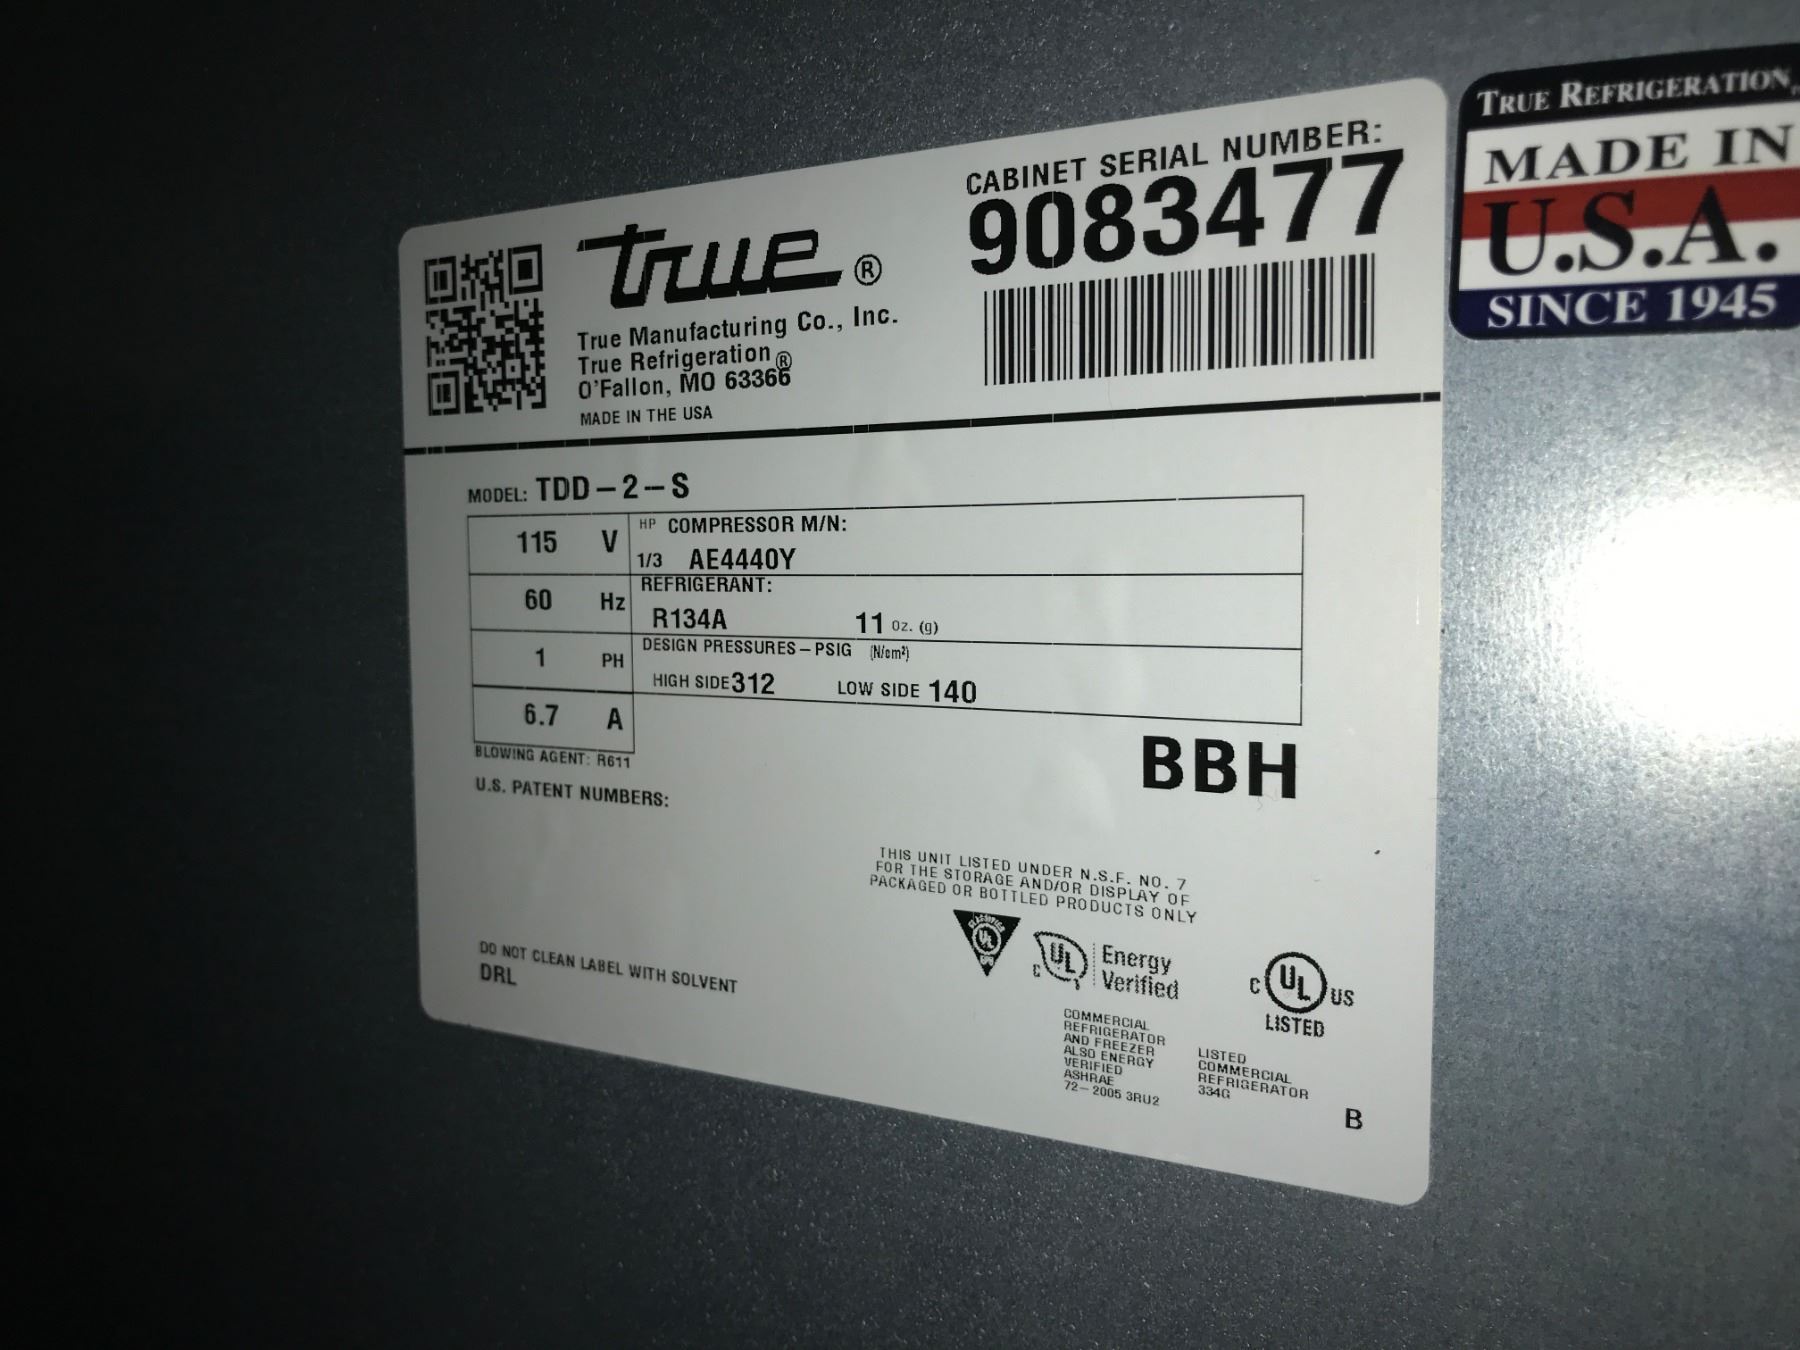 true®
True Manufacturing Co., Inc.
True Refrigeration®
O'Fallon, MO 63366
MADE IN THE USA
CABINET SERIAL NUMBER:
9083477
TRUE REFRIGERATION
MADE IN
U.S.A.
SINCE 1945
MODEL: TDD-2-S
115 V
60 Hz
1 PH
6.7 A
HP COMPRESSOR M/N:
1/3 AE4440Y
REFRIGERANT:
R134A 11 oz. (g)
DESIGN PRESSURES-PSIG (N/cm²)
HIGH SIDE 312 LOW SIDE 140
BLOWING AGENT: R611
U.S. PATENT NUMBERS:
BBH
THIS UNIT LISTED UNDER N.S.F. NO. 7
FOR THE STORAGE AND/OR DISPLAY OF
PACKAGED OR BOTTLED PRODUCTS ONLY
DO NOT CLEAN LABEL WITH SOLVENT
DRL
UL
C UL Energy
Verified
COMMERCIAL
REFRIGERATOR
AND FREEZER
ALSO ENERGY
VERIFIED
ASHRAE
72-2005 3RU2
C UL US
LISTED
LISTED
COMMERCIAL
REFRIGERATOR
334G
B